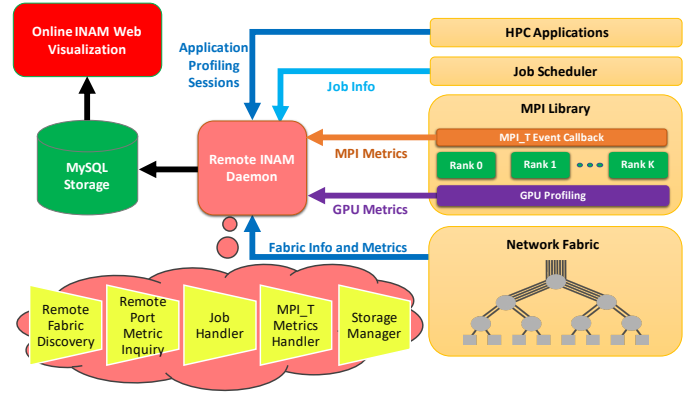 Online INAM Web
Visualization
Application
Profiling
Sessions
HPC Applications
Job Info
Job Scheduler
MPI Library
MPI_T Event Callback
MySQL
Storage
Remote INAM
Daemon
MPI Metrics
Rank 0
Rank 1
Rank K
GPU Metrics
GPU Profiling
Fabric Info and Metrics
Network Fabric
Remote
Fabric
Discovery
Remote
Port
Metric
Inquiry
Job
Handler
MPI_T
Metrics
Handler
Storage
Manager